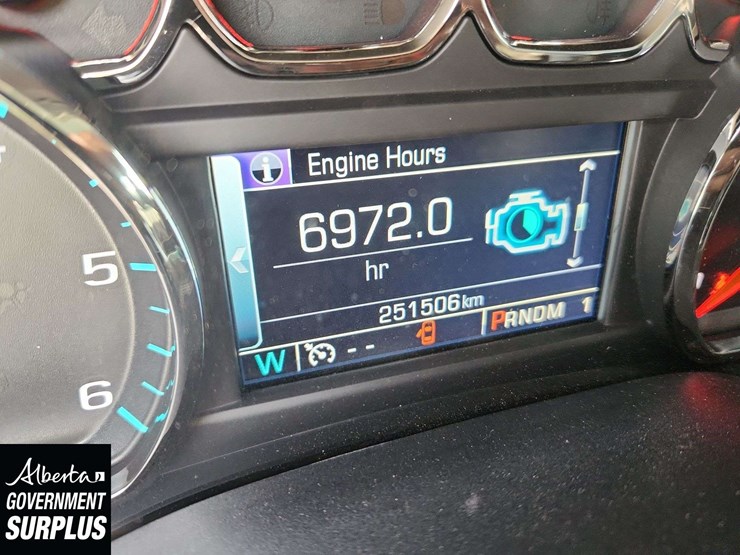 Engine Hours
6972.0
hr
251506km
W -- PRNDM 1
5
6
Alberta
GOVERNMENT
SURPLUS